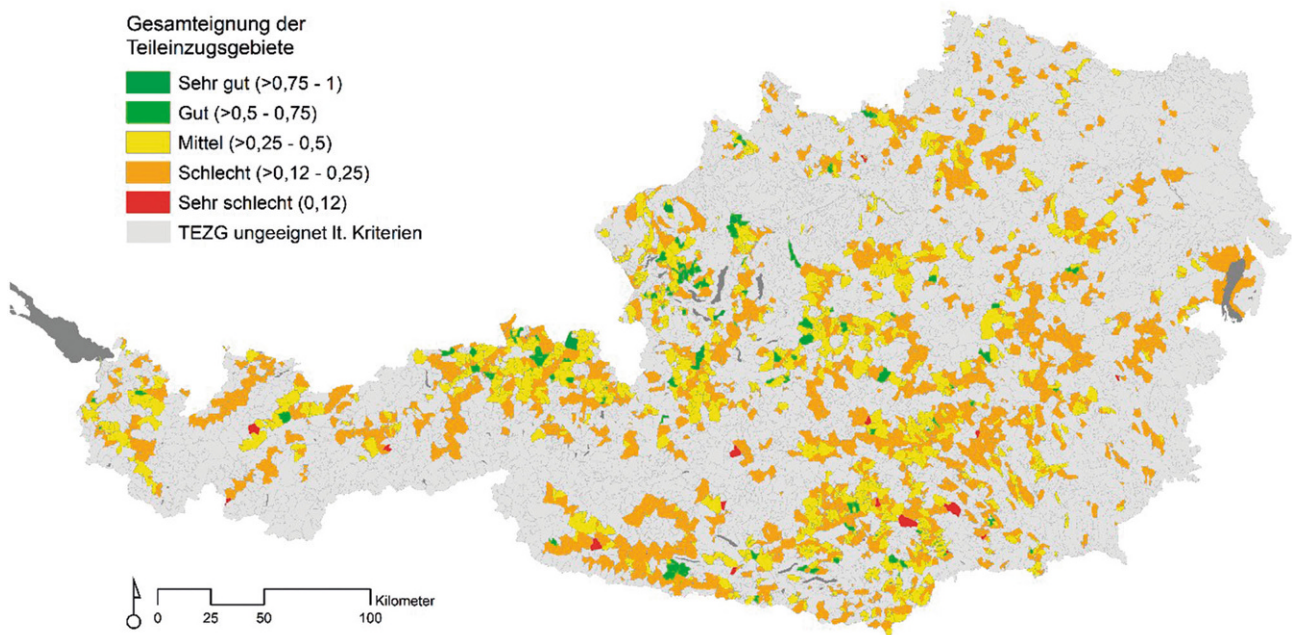 Gesamteignung der
Teileinzugsgebiete
Sehr gut (>0,75 - 1)
Gut (>0,5 - 0,75)
Mittel (>0,25 - 0,5)
Schlecht (>0,12 - 0,25)
Sehr schlecht (0,12)
TEZG ungeeignet lt. Kriterien
Kilometer
0 25 50 100